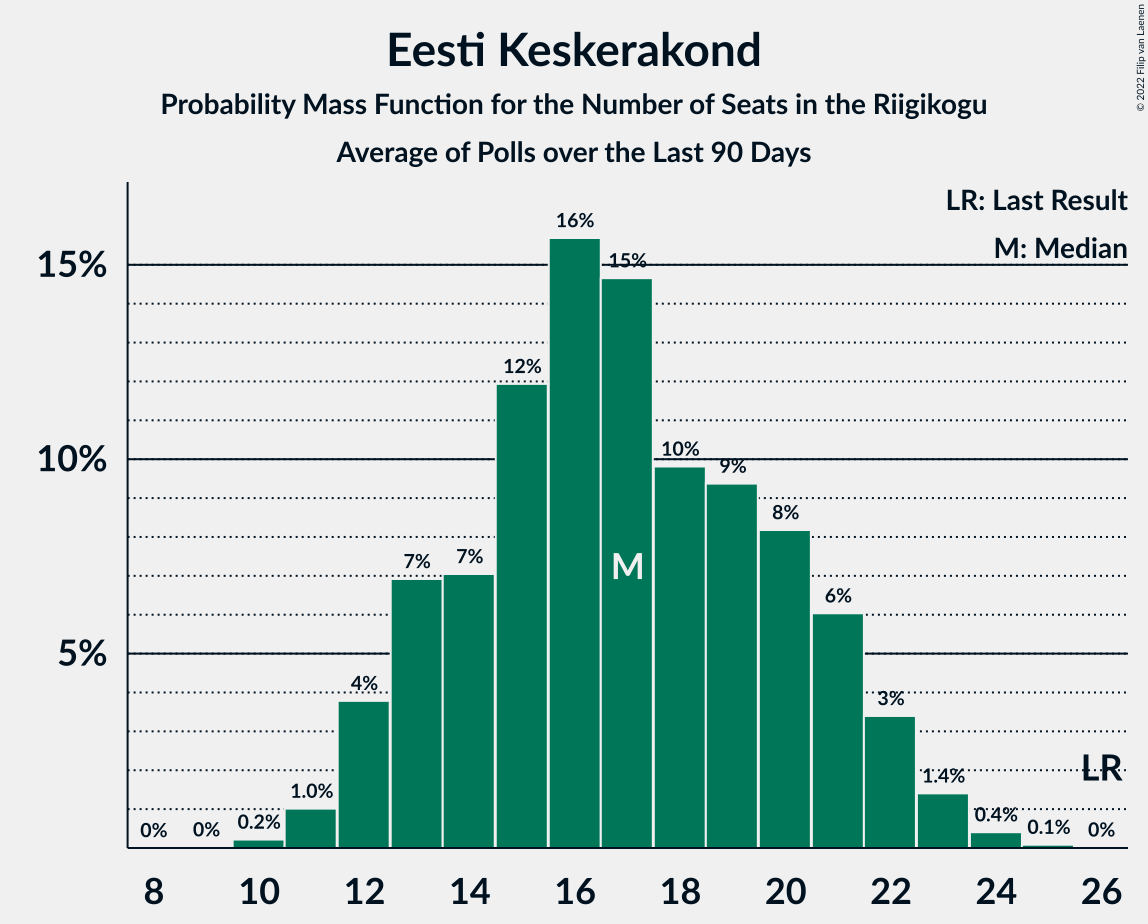 Eesti Keskerakond
Probability Mass Function for the Number of Seats in the Riigikogu
Average of Polls over the Last 90 Days
© 2022 Filip van Laenen
LR: Last Result
M: Median
15%
10%
5%
0%
0%
0.2%
1.0%
4%
7%
7%
12%
16%
15%
10%
9%
8%
6%
3%
1.4%
0.4%
0.1%
0%
M
LR
8 10 12 14 16 18 20 22 24 26